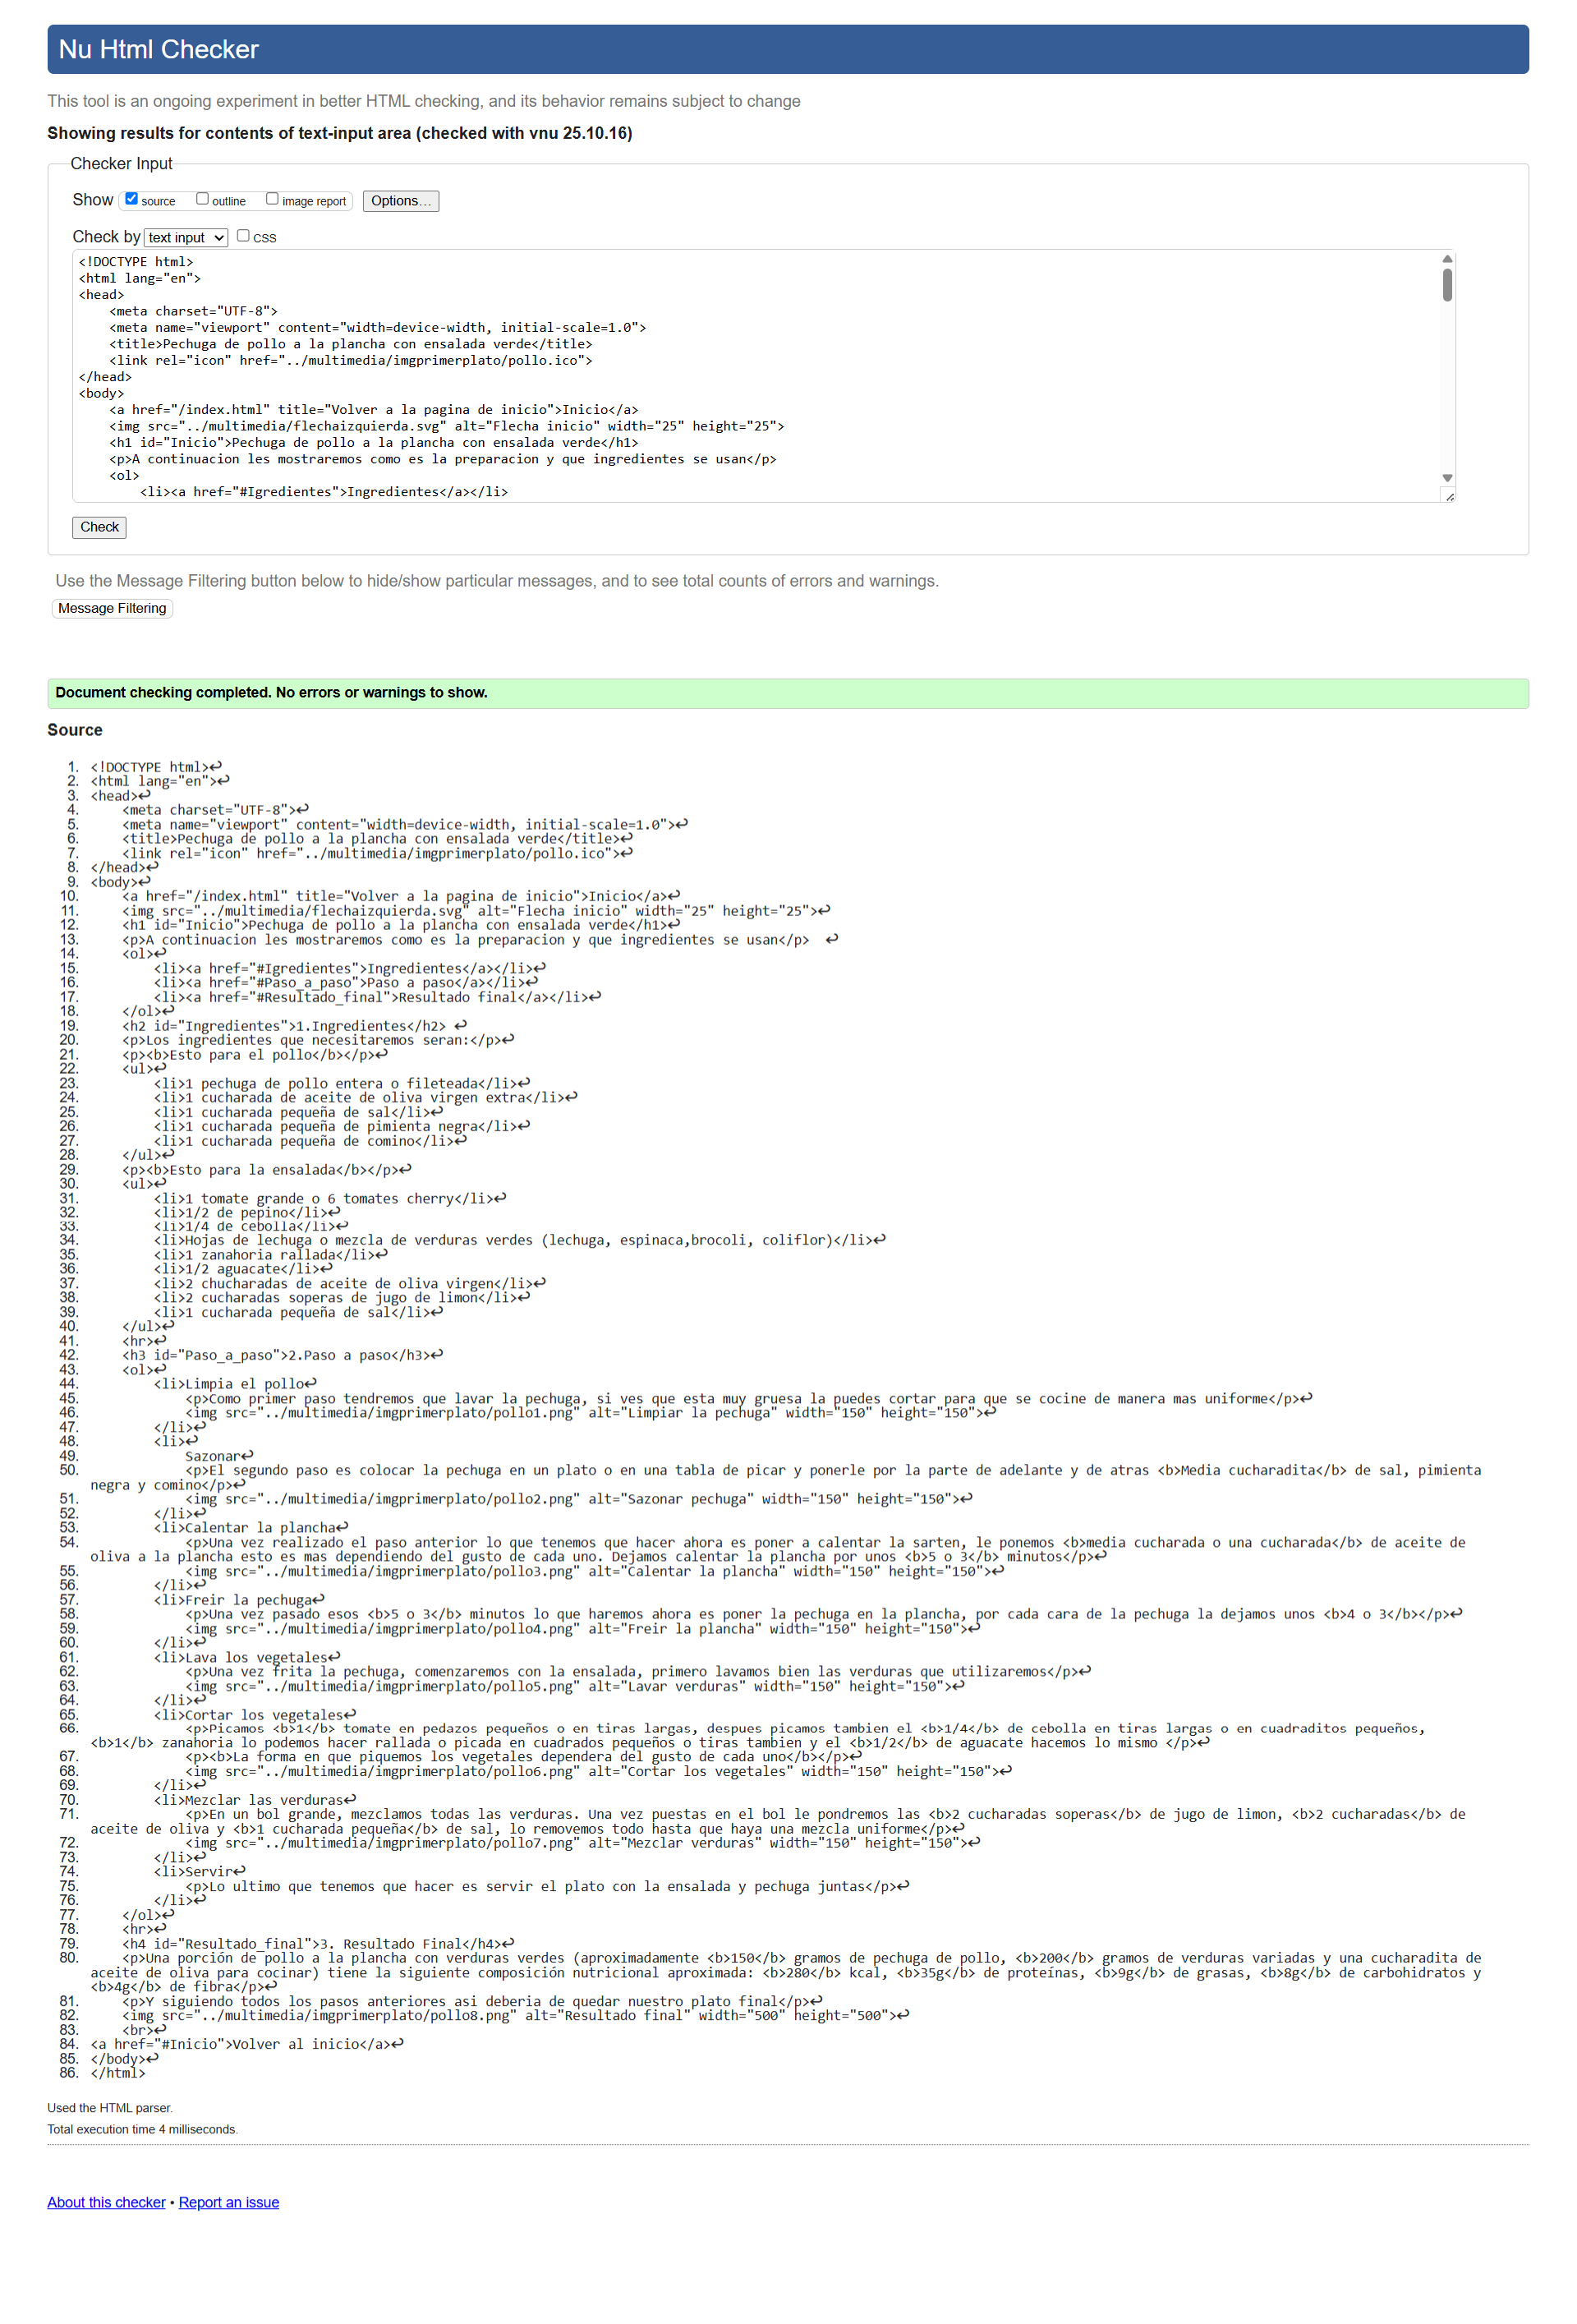 Nu Html Checker
This tool is an ongoing experiment in better HTML checking, and its behavior remains subject to change
Showing results for contents of text-input area (checked with vnu 25.10.16)
Checker Input
Show source outline image report Options…
Check by text input CSS
<!DOCTYPE html>
<html lang="en">
<head>
    <meta charset="UTF-8">
    <meta name="viewport" content="width=device-width, initial-scale=1.0">
    <title>Pechuga de pollo a la plancha con ensalada verde</title>
    <link rel="icon" href="../multimedia/imgprimerplato/pollo.ico">
</head>
<body>
    <a href="/index.html" title="Volver a la pagina de inicio">Inicio</a>
    <img src="../multimedia/flechaizquierda.svg" alt="Flecha inicio" width="25" height="25">
    <h1 id="Inicio">Pechuga de pollo a la plancha con ensalada verde</h1>
    <p>A continuacion les mostraremos como es la preparacion y que ingredientes se usan</p>
    <ol>
        <li><a href="#Igredientes">Ingredientes</a></li>
Check
Use the Message Filtering button below to hide/show particular messages, and to see total counts of errors and warnings.
Message Filtering
Document checking completed. No errors or warnings to show.
Source
1. <!DOCTYPE html>↩
2. <html lang="en">↩
3. <head>↩
4.     <meta charset="UTF-8">↩
5.     <meta name="viewport" content="width=device-width, initial-scale=1.0">↩
6.     <title>Pechuga de pollo a la plancha con ensalada verde</title>↩
7.     <link rel="icon" href="../multimedia/imgprimerplato/pollo.ico">↩
8. </head>↩
9. <body>↩
10.     <a href="/index.html" title="Volver a la pagina de inicio">Inicio</a>↩
11.     <img src="../multimedia/flechaizquierda.svg" alt="Flecha inicio" width="25" height="25">↩
12.     <h1 id="Inicio">Pechuga de pollo a la plancha con ensalada verde</h1>↩
13.     <p>A continuacion les mostraremos como es la preparacion y que ingredientes se usan</p>  ↩
14.     <ol>↩
15.         <li><a href="#Igredientes">Ingredientes</a></li>↩
16.         <li><a href="#Paso_a_paso">Paso a paso</a></li>↩
17.         <li><a href="#Resultado_final">Resultado final</a></li>↩
18.     </ol>↩
19.     <h2 id="Ingredientes">1.Ingredientes</h2> ↩
20.     <p>Los ingredientes que necesitaremos seran:</p>↩
21.     <p><b>Esto para el pollo</b></p>↩
22.     <ul>↩
23.         <li>1 pechuga de pollo entera o fileteada</li>↩
24.         <li>1 cucharada de aceite de oliva virgen extra</li>↩
25.         <li>1 cucharada pequeña de sal</li>↩
26.         <li>1 cucharada pequeña de pimienta negra</li>↩
27.         <li>1 cucharada pequeña de comino</li>↩
28.     </ul>↩
29.     <p><b>Esto para la ensalada</b></p>↩
30.     <ul>↩
31.         <li>1 tomate grande o 6 tomates cherry</li>↩
32.         <li>1/2 de pepino</li>↩
33.         <li>1/4 de cebolla</li>↩
34.         <li>Hojas de lechuga o mezcla de verduras verdes (lechuga, espinaca,brocoli, coliflor)</li>↩
35.         <li>1 zanahoria rallada</li>↩
36.         <li>1/2 aguacate</li>↩
37.         <li>2 chucharadas de aceite de oliva virgen</li>↩
38.         <li>2 cucharadas soperas de jugo de limon</li>↩
39.         <li>1 cucharada pequeña de sal</li>↩
40.     </ul>↩
41.     <hr>↩
42.     <h3 id="Paso_a_paso">2.Paso a paso</h3>↩
43.     <ol>↩
44.         <li>Limpia el pollo↩
45.             <p>Como primer paso tendremos que lavar la pechuga, si ves que esta muy gruesa la puedes cortar para que se cocine de manera mas uniforme</p>↩
46.             <img src="../multimedia/imgprimerplato/pollo1.png" alt="Limpiar la pechuga" width="150" height="150">↩
47.         </li>↩
48.         <li>↩
49.             Sazonar↩
50.             <p>El segundo paso es colocar la pechuga en un plato o en una tabla de picar y ponerle por la parte de adelante y de atras <b>Media cucharadita</b> de sal, pimienta
negra y comino</p>↩
51.             <img src="../multimedia/imgprimerplato/pollo2.png" alt="Sazonar pechuga" width="150" height="150">↩
52.         </li>↩
53.         <li>Calentar la plancha↩
54.             <p>Una vez realizado el paso anterior lo que tenemos que hacer ahora es poner a calentar la sarten, le ponemos <b>media cucharada o una cucharada</b> de aceite de
oliva a la plancha esto es mas dependiendo del gusto de cada uno. Dejamos calentar la plancha por unos <b>5 o 3</b> minutos</p>↩
55.             <img src="../multimedia/imgprimerplato/pollo3.png" alt="Calentar la plancha" width="150" height="150">↩
56.         </li>↩
57.         <li>Freir la pechuga↩
58.             <p>Una vez pasado esos <b>5 o 3</b> minutos lo que haremos ahora es poner la pechuga en la plancha, por cada cara de la pechuga la dejamos unos <b>4 o 3</b></p>↩
59.             <img src="../multimedia/imgprimerplato/pollo4.png" alt="Freir la plancha" width="150" height="150">↩
60.         </li>↩
61.         <li>Lava los vegetales↩
62.             <p>Una vez frita la pechuga, comenzaremos con la ensalada, primero lavamos bien las verduras que utilizaremos</p>↩
63.             <img src="../multimedia/imgprimerplato/pollo5.png" alt="Lavar verduras" width="150" height="150">↩
64.         </li>↩
65.         <li>Cortar los vegetales↩
66.             <p>Picamos <b>1</b> tomate en pedazos pequeños o en tiras largas, despues picamos tambien el <b>1/4</b> de cebolla en tiras largas o en cuadraditos pequeños,
<b>1</b> zanahoria lo podemos hacer rallada o picada en cuadrados pequeños o tiras tambien y el <b>1/2</b> de aguacate hacemos lo mismo </p>↩
67.             <p><b>La forma en que piquemos los vegetales dependera del gusto de cada uno</b></p>↩
68.             <img src="../multimedia/imgprimerplato/pollo6.png" alt="Cortar los vegetales" width="150" height="150">↩
69.         </li>↩
70.         <li>Mezclar las verduras↩
71.             <p>En un bol grande, mezclamos todas las verduras. Una vez puestas en el bol le pondremos las <b>2 cucharadas soperas</b> de jugo de limon, <b>2 cucharadas</b> de
aceite de oliva y <b>1 cucharada pequeña</b> de sal, lo removemos todo hasta que haya una mezcla uniforme</p>↩
72.             <img src="../multimedia/imgprimerplato/pollo7.png" alt="Mezclar verduras" width="150" height="150">↩
73.         </li>↩
74.         <li>Servir↩
75.             <p>Lo ultimo que tenemos que hacer es servir el plato con la ensalada y pechuga juntas</p>↩
76.         </li>↩
77.     </ol>↩
78.     <hr>↩
79.     <h4 id="Resultado_final">3. Resultado Final</h4>↩
80.     <p>Una porción de pollo a la plancha con verduras verdes (aproximadamente <b>150</b> gramos de pechuga de pollo, <b>200</b> gramos de verduras variadas y una cucharadita de
aceite de oliva para cocinar) tiene la siguiente composición nutricional aproximada: <b>280</b> kcal, <b>35g</b> de proteínas, <b>9g</b> de grasas, <b>8g</b> de carbohidratos y
<b>4g</b> de fibra</p>↩
81.     <p>Y siguiendo todos los pasos anteriores asi deberia de quedar nuestro plato final</p>↩
82.     <img src="../multimedia/imgprimerplato/pollo8.png" alt="Resultado final" width="500" height="500">↩
83.     <br>↩
84. <a href="#Inicio">Volver al inicio</a>↩
85. </body>↩
86. </html>
Used the HTML parser.
Total execution time 4 milliseconds.
About this checker • Report an issue